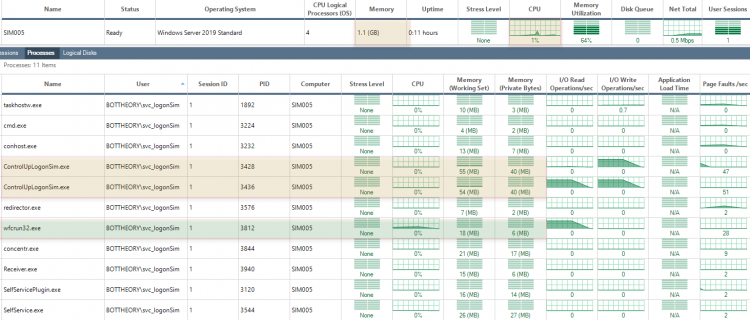 Name Status Operating System CPU Logical Processors (OS) Memory Uptime Stress Level CPU Memory Utilization Disk Queue Net Total User Sessions
SIM005 Ready Windows Server 2019 Standard 4 1.1 (GB) 0:11 hours None 1% 64% 0 0.5 Mbps 1
essions Processes Logical Disks
Processes: 11 Items
Name User Session ID PID Computer Stress Level CPU Memory (Working Set) Memory (Private Bytes) I/O Read Operations/sec I/O Write Operations/sec Application Load Time Page Faults /sec
taskhostw.exe BOTTHEORY\svc_logonSim 1 1892 SIM005 None 0% 10 (MB) 3 (MB) 0 0.7 N/A 0
cmd.exe BOTTHEORY\svc_logonSim 1 3224 SIM005 None 0% 4 (MB) 2 (MB) 0 0 N/A 0
conhost.exe BOTTHEORY\svc_logonSim 1 3232 SIM005 None 0% 13 (MB) 7 (MB) 0 0 N/A 0
ControlUpLogonSim.exe BOTTHEORY\svc_logonSim 1 3428 SIM005 None 0% 55 (MB) 40 (MB) 0 0 N/A 47
ControlUpLogonSim.exe BOTTHEORY\svc_logonSim 1 3436 SIM005 None 0% 54 (MB) 40 (MB) 0 0 N/A 51
redirector.exe BOTTHEORY\svc_logonSim 1 3576 SIM005 None 0% 7 (MB) 2 (MB) 0 0 N/A 2
wfcrun32.exe BOTTHEORY\svc_logonSim 1 3812 SIM005 None 0% 18 (MB) 6 (MB) 0 0 N/A 28
concentr.exe BOTTHEORY\svc_logonSim 1 3844 SIM005 None 0% 21 (MB) 17 (MB) 0 0 N/A 9
Receiver.exe BOTTHEORY\svc_logonSim 1 3940 SIM005 None 0% 15 (MB) 6 (MB) 0 0 N/A 2
SelfServicePlugin.exe BOTTHEORY\svc_logonSim 1 3120 SIM005 None 0% 16 (MB) 14 (MB) 0 0 N/A 2
SelfService.exe BOTTHEORY\svc_logonSim 1 3544 SIM005 None 0% 26 (MB) 27 (MB) 0 0 N/A 2